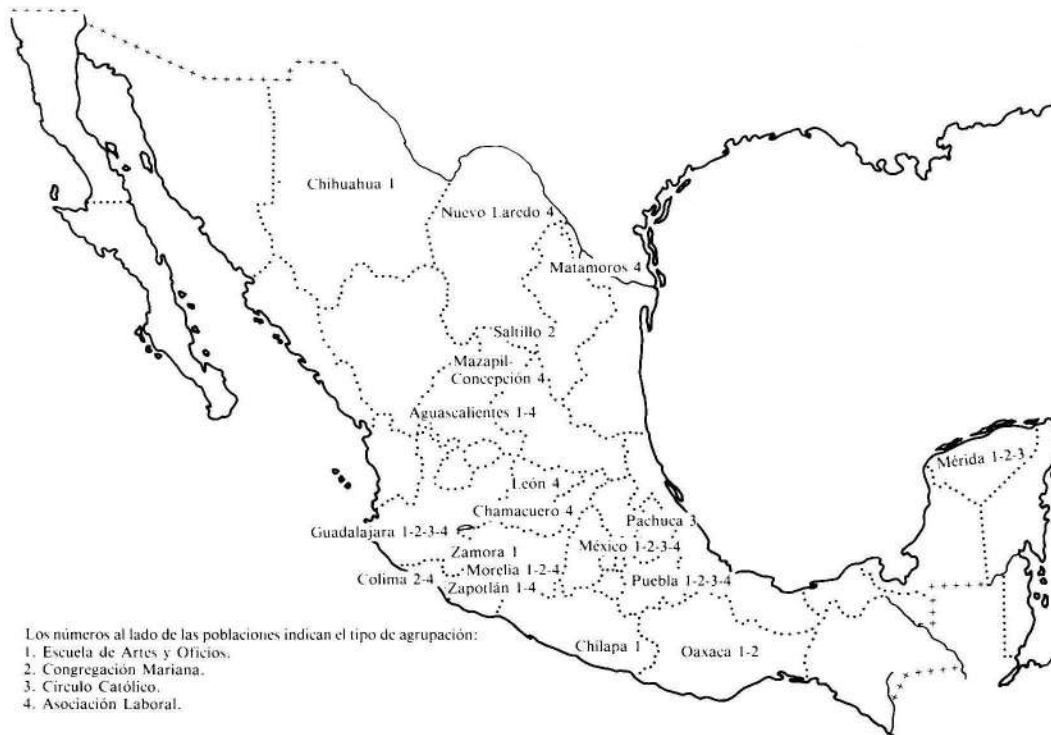 Chihuahua 1
Nuevo Laredo 4
Matamoros 4
Saltillo 2
Mazapil-
Concepción 4
Aguascalientes 1-4
León 4
Mérida 1-2-3
Chamacuero 4
Pachuca 3
Guadalajara 1-2-3-4
México 1-2-3-4
Zamora 1
Morelia 1-2-4
Colima 2-4
Zapotlán 1-4
Puebla 1-2-3-4
Chilapa 1
Oaxaca 1-2
Los números al lado de las poblaciones indican el tipo de agrupación:
1. Escuela de Artes y Oficios.
2. Congregación Mariana.
3. Círculo Católico.
4. Asociación Laboral.